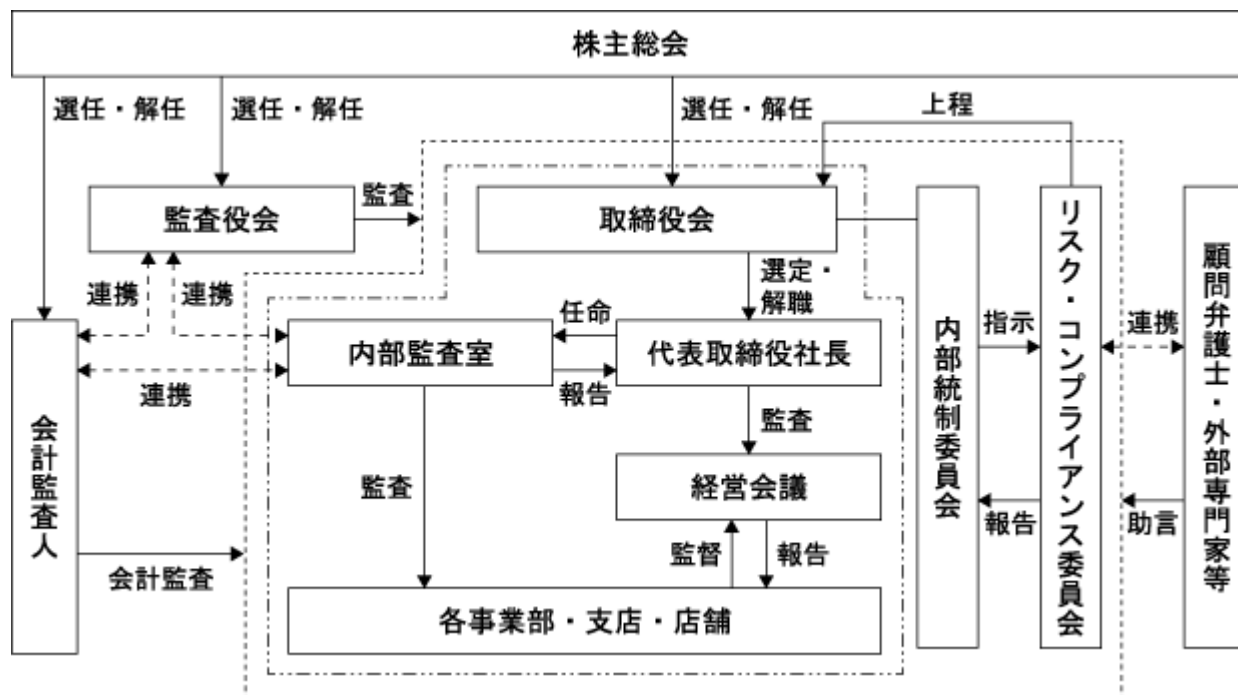 株主総会
選任・解任
選任・解任
選任・解任
上程
監査役会
監査
取締役会
連携
連携
選定・
解職
内部監査室
任命
報告
代表取締役社長
連携
監査
監査
経営会議
監督
報告
会計監査
各事業部・支店・店舗
会計監査人
内部統制委員会
指示
報告
リスク・コンプライアンス委員会
連携
助言
顧問弁護士・外部専門家等